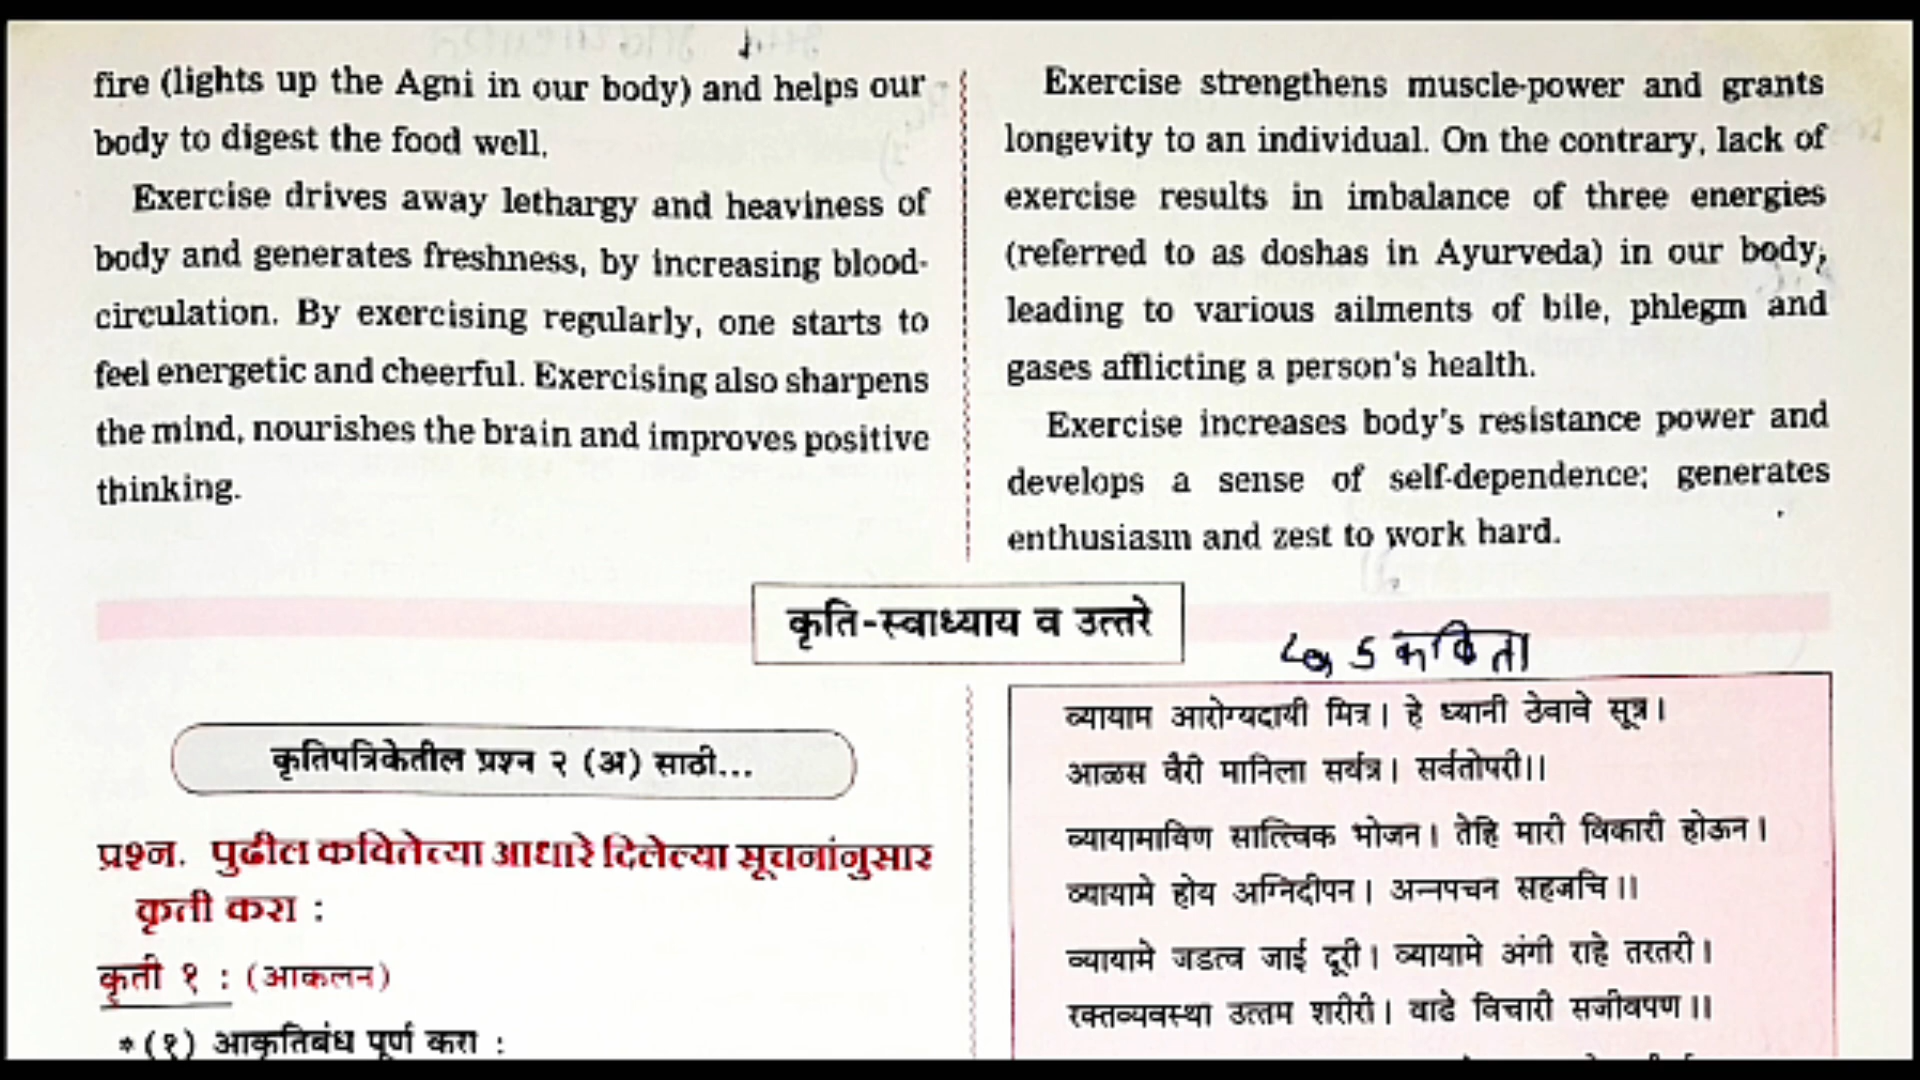 fire (lights up the Agni in our body) and helps our
body to digest the food well.
Exercise drives away lethargy and heaviness of
body and generates freshness, by increasing blood-
circulation. By exercising regularly, one starts to
feel energetic and cheerful. Exercising also sharpens
the mind, nourishes the brain and improves positive
thinking.
Exercise strengthens muscle-power and grants
longevity to an individual. On the contrary, lack of
exercise results in imbalance of three energies
(referred to as doshas in Ayurveda) in our body,
leading to various ailments of bile, phlegm and
gases afflicting a person's health.
Exercise increases body's resistance power and
develops a sense of self-dependence; generates
enthusiasm and zest to work hard.
कृति-स्वाध्याय व उत्तरे
कृतिपत्रिकेतील प्रश्न २ (अ) साठी...
प्रश्न. पुढील कवितेच्या आधारे दिलेल्या सूचनांनुसार
कृती करा :
कृती १ : (आकलन)
*(१) आकृतिबंध पूर्ण करा :
5 कविता
व्यायाम आरोग्यदायी मित्र। हे ध्यानी ठेवावे सूत्र।
आळस वैरी मानिला सर्वत्र। सर्वतोपरी।।
व्यायामाविण सात्त्विक भोजन। तेहि मारी विकारी होऊन।
व्यायामे होय अग्निदीपन। अन्नपचन सहजचि।।
व्यायामे जडत्व जाई दूरी। व्यायामे अंगी राहे तरतरी।
रक्तव्यवस्था उत्तम शरीरी। वाढे विचारी सजीवपण।।